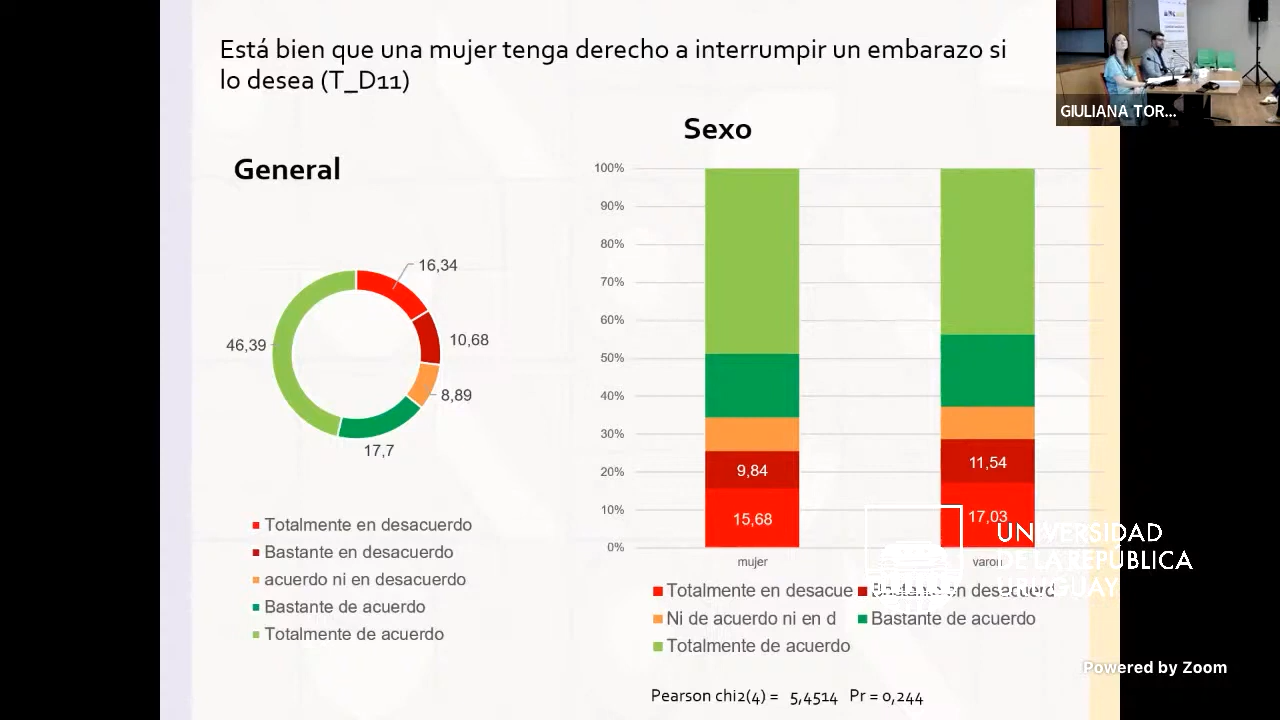 Está bien que una mujer tenga derecho a interrumpir un embarazo si
lo desea (T_D11)
GIULIANA TOR...
General
16,34
10,68
8,89
17,7
46,39
Totalmente en desacuerdo
Bastante en desacuerdo
acuerdo ni en desacuerdo
Bastante de acuerdo
Totalmente de acuerdo
Sexo
100%
90%
80%
70%
60%
50%
40%
30%
20%
10%
0%
9,84
15,68
11,54
17,03
mujer
varon
Totalmente en desacue
Ni de acuerdo ni en d
Bastante de acuerdo
Totalmente de acuerdo
Pearson chi2(4) = 5,4514 Pr = 0,244
UNIVERSIDAD
DE LA REPÚBLICA
URUGUAY
Powered by Zoom